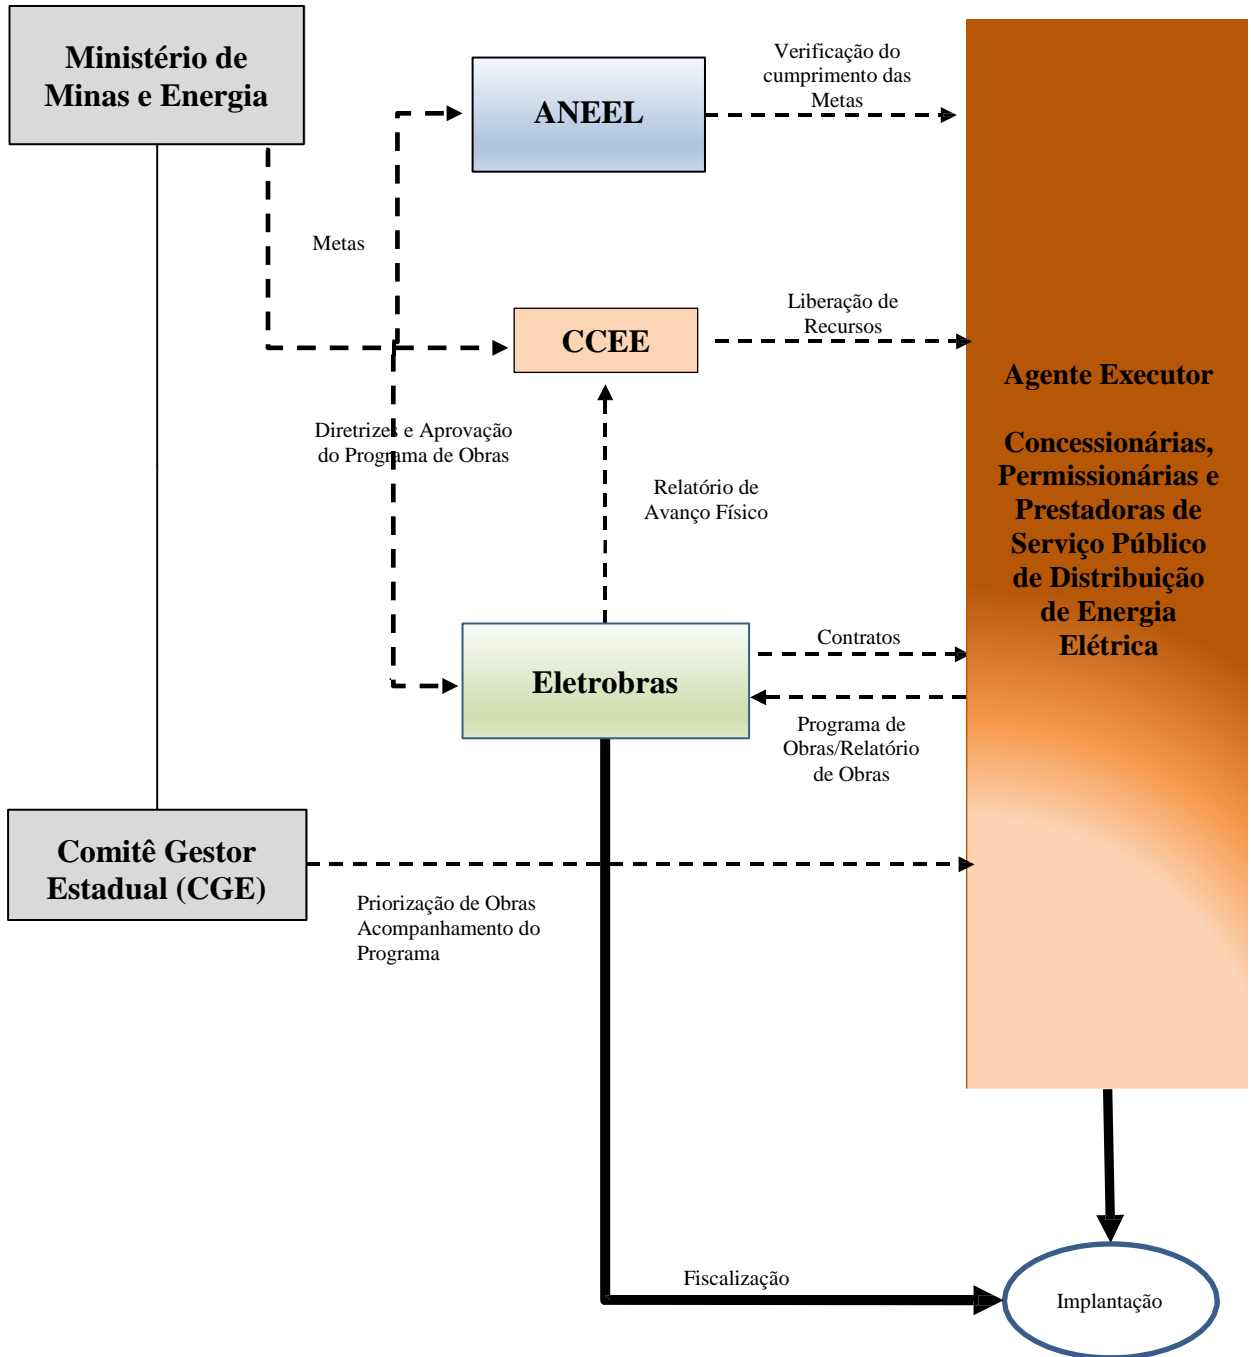 Ministério de
Minas e Energia
ANEEL
Verificação do
cumprimento das
Metas
Metas
CCEE
Liberação de
Recursos
Agente Executor
Concessionárias,
Permissionárias e
Prestadoras de
Serviço Público
de Distribuição
de Energia
Elétrica
Diretrizes e Aprovação
do Programa de Obras
Relatório de
Avanço Físico
Eletrobras
Contratos
Programa de
Obras/Relatório
de Obras
Comitê Gestor
Estadual (CGE)
Priorização de Obras
Acompanhamento do
Programa
Fiscalização
Implantação